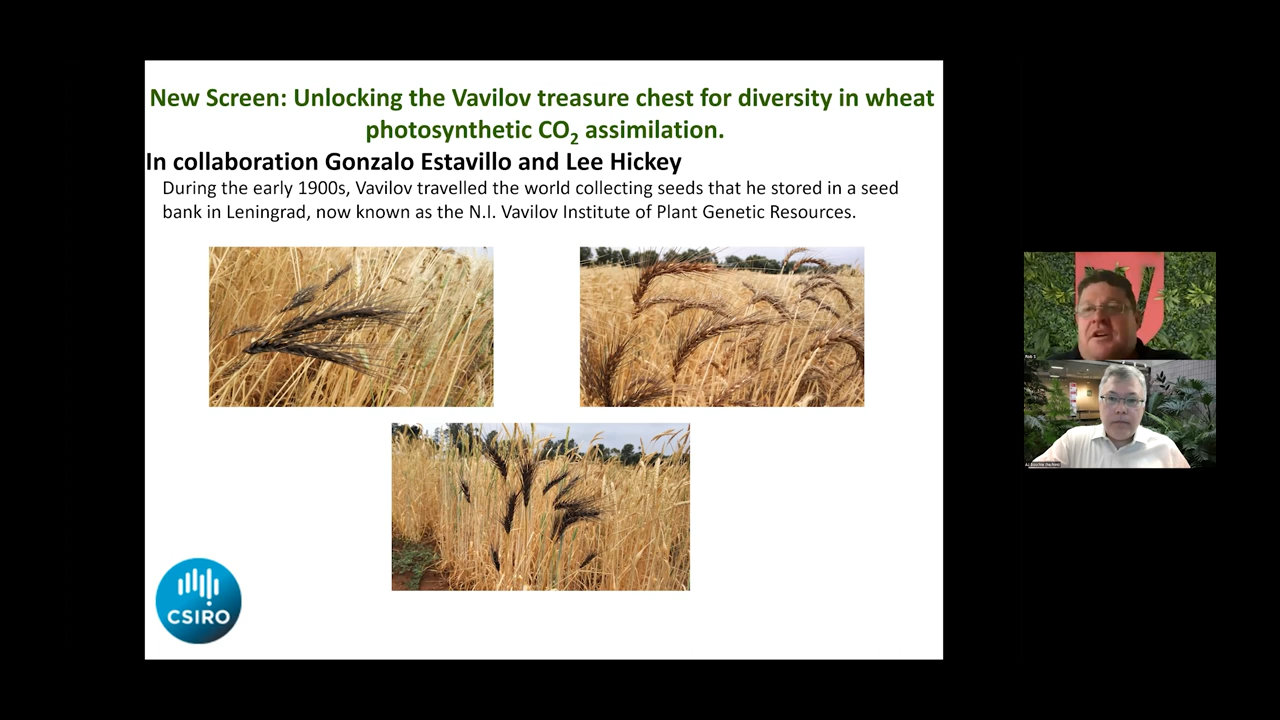 New Screen: Unlocking the Vavilov treasure chest for diversity in wheat
photosynthetic CO₂ assimilation.
In collaboration Gonzalo Estavillo and Lee Hickey
During the early 1900s, Vavilov travelled the world collecting seeds that he stored in a seed
bank in Leningrad, now known as the N.I. Vavilov Institute of Plant Genetic Resources.
CSIRO